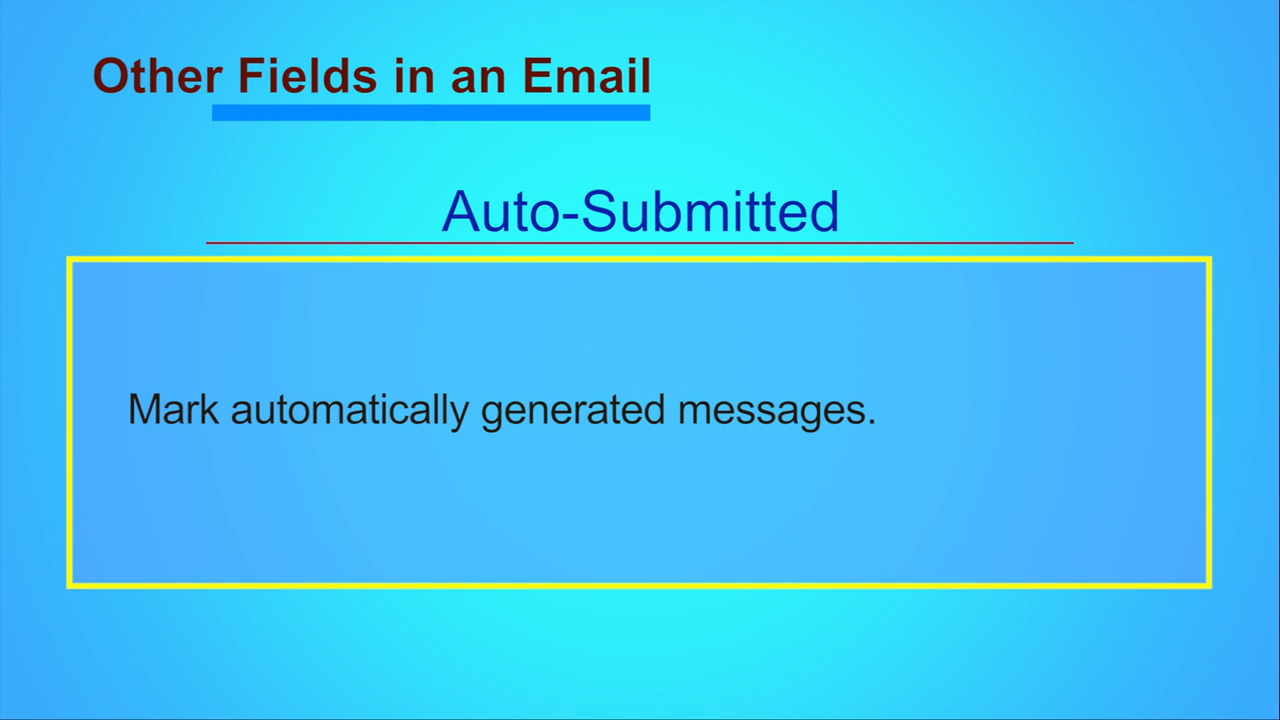 Other Fields in an Email
Auto-Submitted
Mark automatically generated messages.